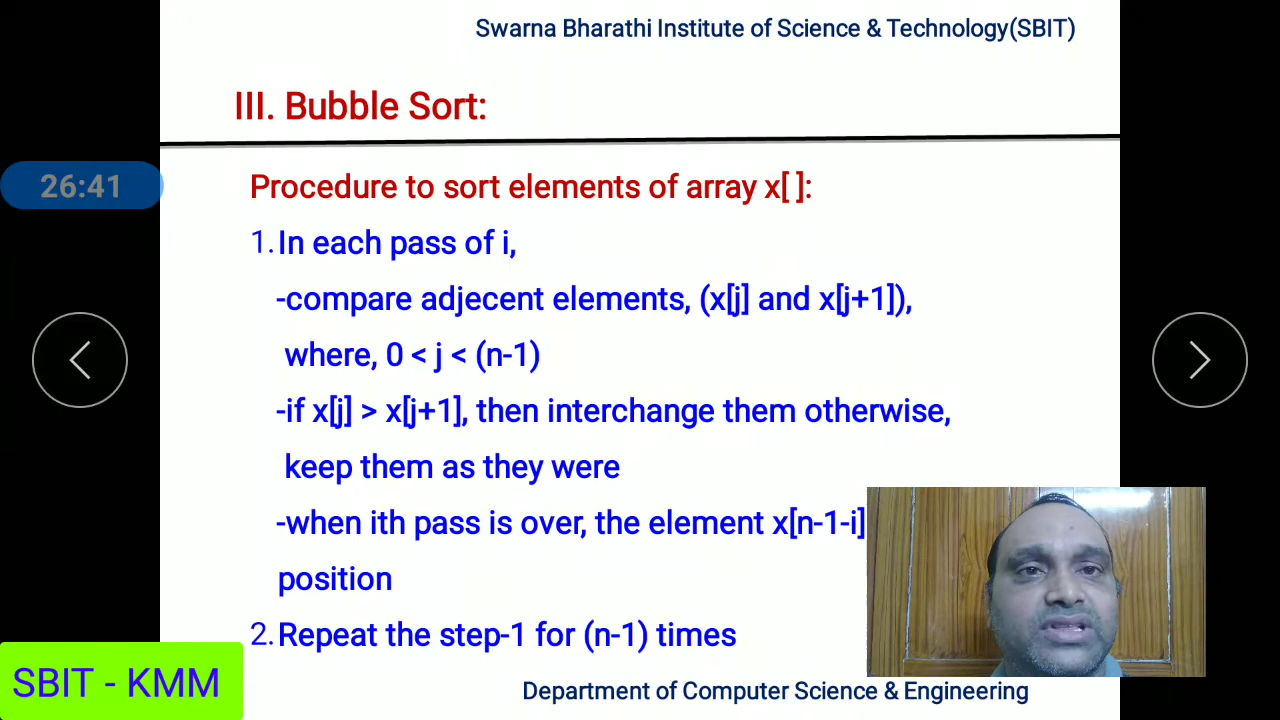 Swarna Bharathi Institute of Science & Technology(SBIT)
III. Bubble Sort:
26:41
Procedure to sort elements of array x[ ]:
1. In each pass of i,
-compare adjecent elements, (x[j] and x[j+1]),
where, 0 < j < (n-1)
-if x[j] > x[j+1], then interchange them otherwise,
keep them as they were
-when ith pass is over, the element x[n-1-i]
position
2. Repeat the step-1 for (n-1) times
SBIT - KMM
Department of Computer Science & Engineering